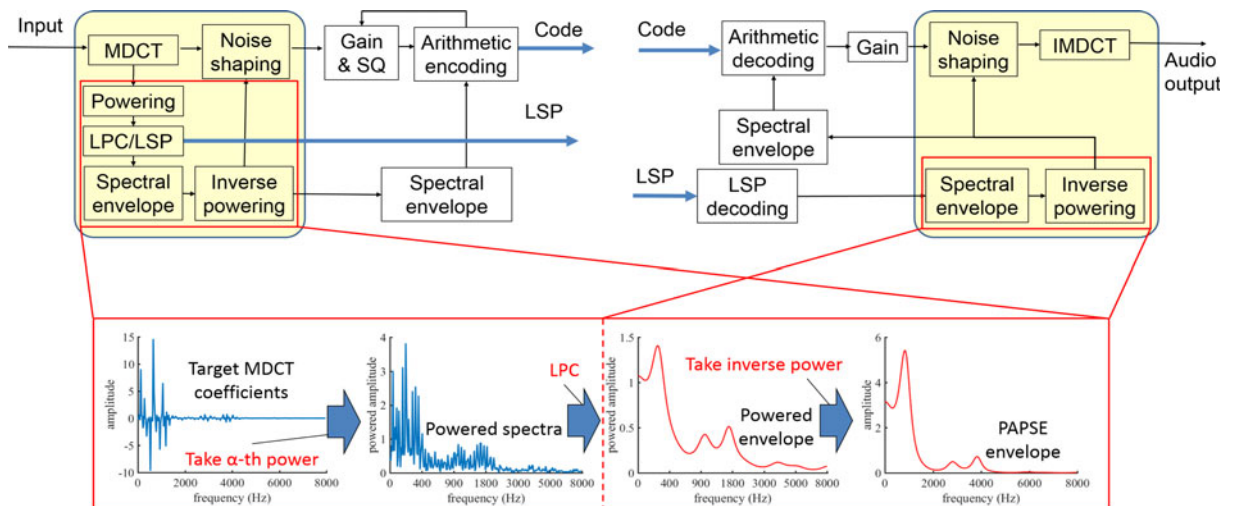 Input
MDCT
Noise
shaping
Gain
& SQ
Arithmetic
encoding
Code
Powering
LPC/LSP
LSP
Spectral
envelope
Inverse
powering
Spectral
envelope
Code
Arithmetic
decoding
Gain
Noise
shaping
IMDCT
Audio
output
Spectral
envelope
LSP
LSP
decoding
Spectral
envelope
Inverse
powering
15
10
5
0
-5
-10
amplitude
0
2000
4000
6000
8000
frequency (Hz)
Target MDCT
coefficients
Take α-th power
4
3
2
1
0
powered amplitude
0
400
900
1800
3000
5000
8000
frequency (Hz)
Powered spectra
LPC
1.5
1
0.5
0
powered amplitude
0
400
900
1800
3000
5000
8000
frequency (Hz)
Take inverse power
Powered
envelope
6
4
2
0
amplitude
0
2000
4000
6000
8000
frequency (Hz)
PAPSE
envelope